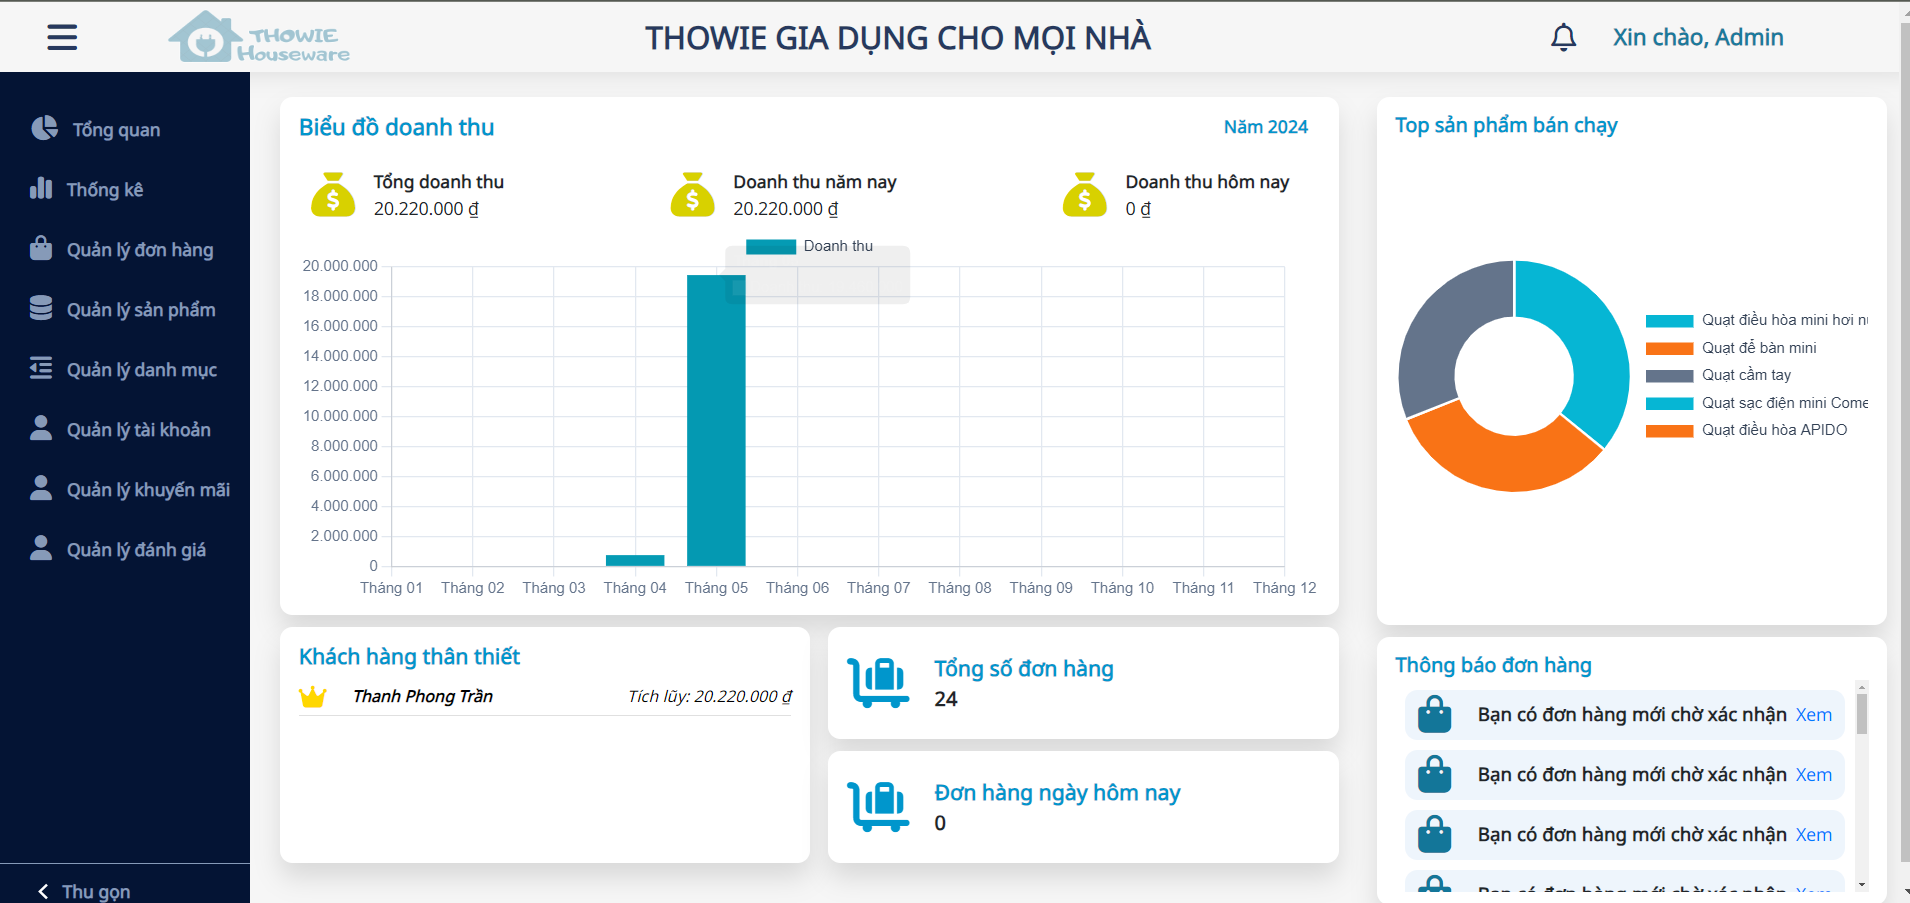 THOWIE
Houseware
THOWIE GIA DỤNG CHO MỌI NHÀ
Xin chào, Admin
Tổng quan
Thống kê
Quản lý đơn hàng
Quản lý sản phẩm
Quản lý danh mục
Quản lý tài khoản
Quản lý khuyến mãi
Quản lý đánh giá
Thu gọn
Biểu đồ doanh thu
Năm 2024
Tổng doanh thu
20.220.000 ₫
Doanh thu năm nay
20.220.000 ₫
Doanh thu hôm nay
0 ₫
Doanh thu
20.000.000
18.000.000
16.000.000
14.000.000
12.000.000
10.000.000
8.000.000
6.000.000
4.000.000
2.000.000
0
Tháng 01 Tháng 02 Tháng 03 Tháng 04 Tháng 05 Tháng 06 Tháng 07 Tháng 08 Tháng 09 Tháng 10 Tháng 11 Tháng 12
Top sản phẩm bán chạy
Quạt điều hòa mini hơi
Quạt để bàn mini
Quạt cầm tay
Quạt sạc điện mini Come
Quạt điều hòa APIDO
Khách hàng thân thiết
Thanh Phong Trần
Tích lũy: 20.220.000 ₫
Tổng số đơn hàng
24
Đơn hàng ngày hôm nay
0
Thông báo đơn hàng
Bạn có đơn hàng mới chờ xác nhận Xem
Bạn có đơn hàng mới chờ xác nhận Xem
Bạn có đơn hàng mới chờ xác nhận Xem